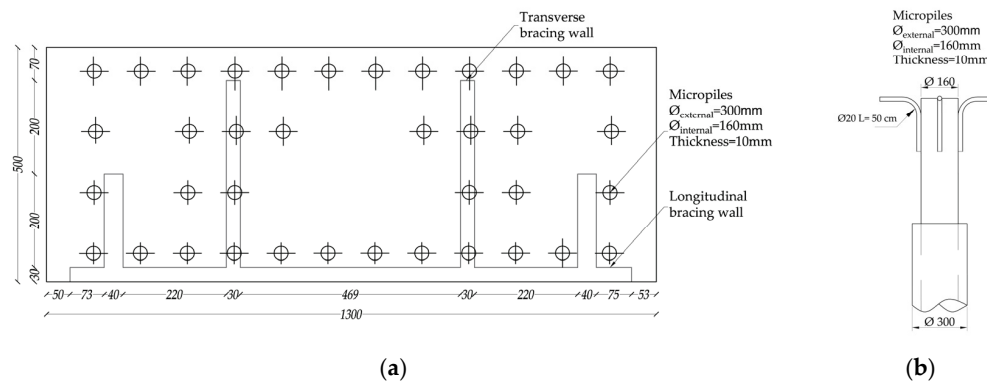 Transverse
bracing wall
70
200
500
200
30
Micropiles
Øexternal=300mm
Øinternal=160mm
Thickness=10mm
Longitudinal
bracing wall
50 73 40 220 30 469 30 220 40 75 53
1300
(a)
Micropiles
Øexternal=300mm
Øinternal=160mm
Thickness=10mm
Ø 160
Ø20 L= 50 cm
Ø 300
(b)